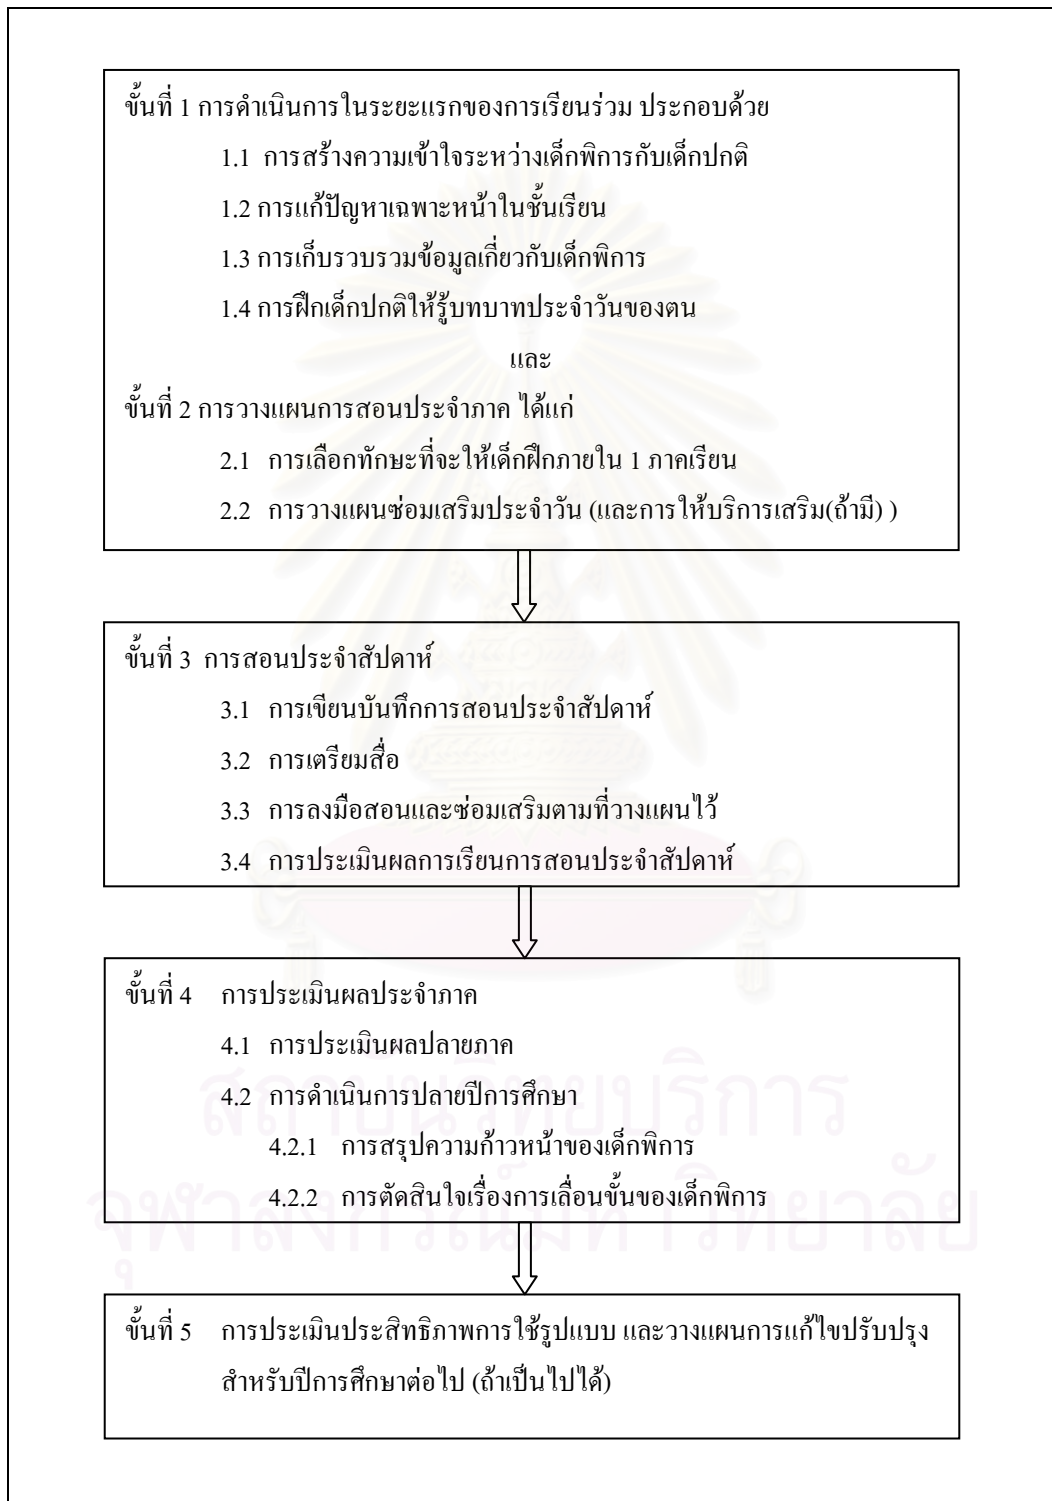 ขั้นที่ 1 การดำเนินการในระยะแรกของการเรียนร่วม ประกอบด้วย
1.1 การสร้างความเข้าใจระหว่างเด็กพิการกับเด็กปกติ
1.2 การแก้ปัญหาเฉพาะหน้าในชั้นเรียน
1.3 การเก็บรวบรวมข้อมูลเกี่ยวกับเด็กพิการ
1.4 การฝึกเด็กปกติให้รู้บทบาทประจำวันของตน
และ
ขั้นที่ 2 การวางแผนการสอนประจำภาค ได้แก่
2.1 การเลือกทักษะที่จะให้เด็กฝึกภายใน 1 ภาคเรียน
2.2 การวางแผนซ่อมเสริมประจำวัน (และการให้บริการเสริม(ถ้ามี) )
ขั้นที่ 3 การสอนประจำสัปดาห์
3.1 การเขียนบันทึกการสอนประจำสัปดาห์
3.2 การเตรียมสื่อ
3.3 การลงมือสอนและซ่อมเสริมตามที่วางแผนไว้
3.4 การประเมินผลการเรียนการสอนประจำสัปดาห์
ขั้นที่ 4 การประเมินผลประจำภาค
4.1 การประเมินผลปลายภาค
4.2 การดำเนินการปลายปีการศึกษา
4.2.1 การสรุปความก้าวหน้าของเด็กพิการ
4.2.2 การตัดสินใจเรื่องการเลื่อนขั้นของเด็กพิการ
สถาบันวิทยบริการ
จุฬาลงกรณ์มหาวิทยาลัย
ขั้นที่ 5 การประเมินประสิทธิภาพการใช้รูปแบบ และวางแผนการแก้ไขปรับปรุง
สำหรับปีการศึกษาต่อไป (ถ้าเป็นไปได้)